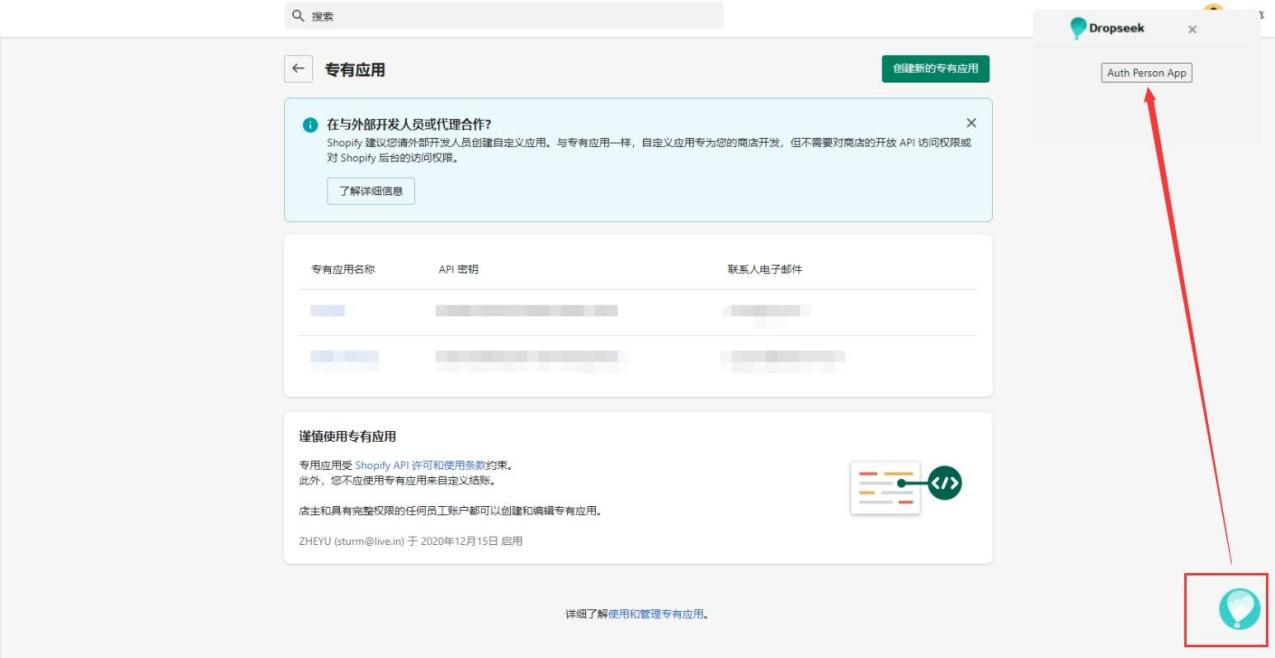 搜索
Dropseek
Auth Person App
专有应用
创建新的专有应用
在与外部开发人员或代理合作?
Shopify 建议您请外部开发人员创建自定义应用。与专有应用一样，自定义应用专为您的商店开发，但不需要对商店的开放 API 访问权限或
对 Shopify 后台的访问权限。
了解详细信息
专有应用名称 API 密钥 联系人电子邮件
谨慎使用专有应用
专用应用受 Shopify API 许可和使用条款约束。
此外，您不应使用专有应用来自定义结账。
店主和具有完整权限的任何员工账户都可以创建和编辑专有应用。
ZHEYU (sturm@live.in) 于 2020年12月15日 启用
详细了解使用和管理专有应用。